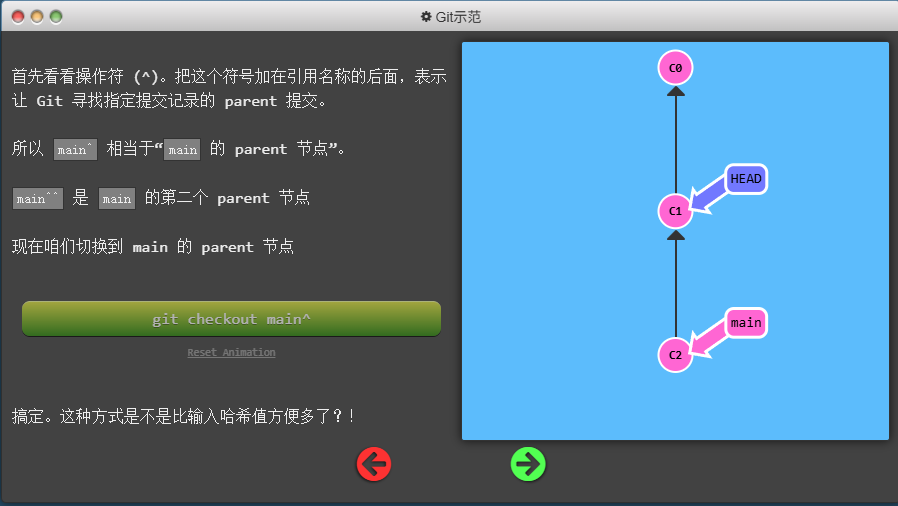 Git示范
首先看看操作符 (^)。把这个符号加在引用名称的后面，表示
让 Git 寻找指定提交记录的 parent 提交。
所以 main^ 相当于“main 的 parent 节点”。
main^^ 是 main 的第二个 parent 节点
现在咱们切换到 main 的 parent 节点
git checkout main^
Reset Animation
搞定。这种方式是不是比输入哈希值方便多了？！
C0
HEAD
C1
main
C2